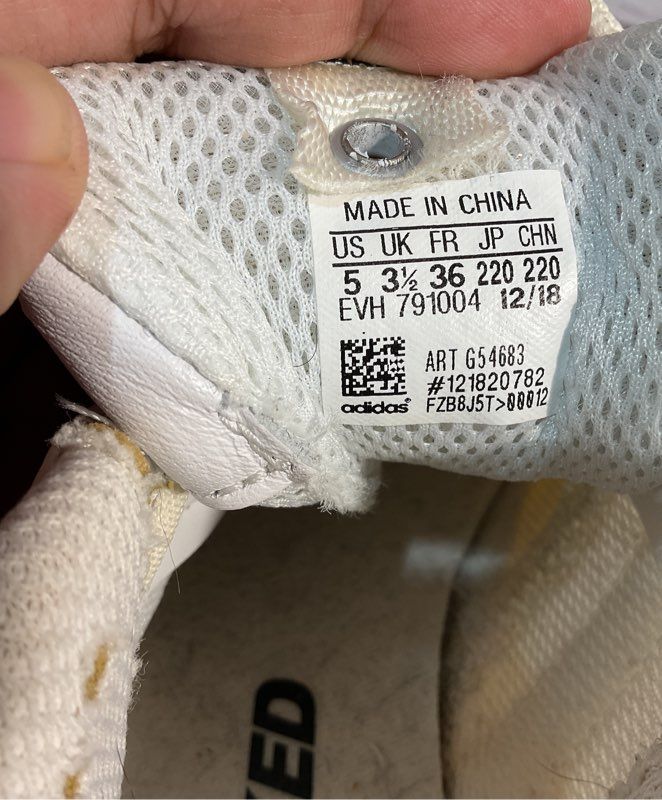 MADE IN CHINA
US UK FR JP CHN
5 3½ 36 220 220
EVH 791004 12/18
ART G54683
#121820782
adidas® FZB8J5T>00012